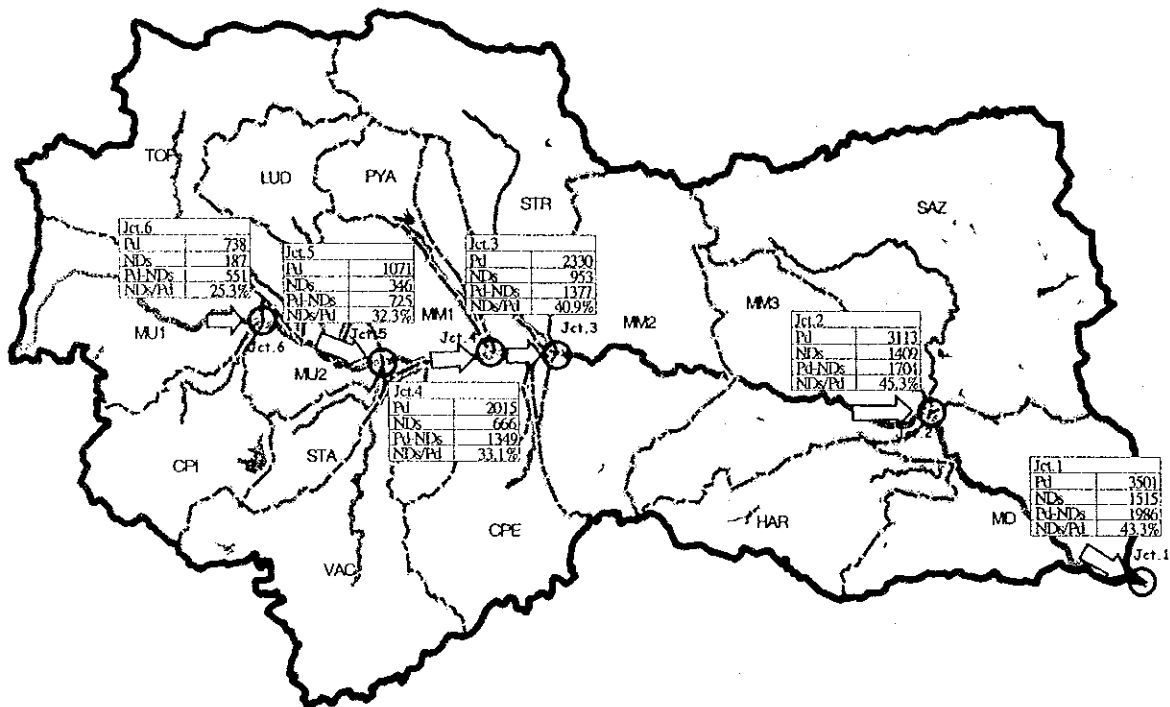 TOP
LUD
PYA
STR
SAZ
Jct.6
Pd 738
NDs 187
Pd-NDs 551
NDs/Pd 25.3%
Jct.5
Pd 1071
NDs 346
Pd-NDs 725
NDs/Pd 32.3%
Jct.3
Pd 2330
NDs 953
Pd-NDs 1377
NDs/Pd 40.9%
MU1
Jct.6
Jct.5
MM1
Jct.4
Jct.3
MM2
MM3
Jct.2
Pd 3113
NDs 1409
Pd-NDs 1704
NDs/Pd 45.3%
MU2
Jct.4
Pd 2015
NDs 666
Pd-NDs 1349
NDs/Pd 33.1%
2
CPI
STA
VAC
CPE
HAR
MD
Jct.1
Pd 3501
NDs 1515
Pd-NDs 1986
NDs/Pd 43.3%
Jct.1